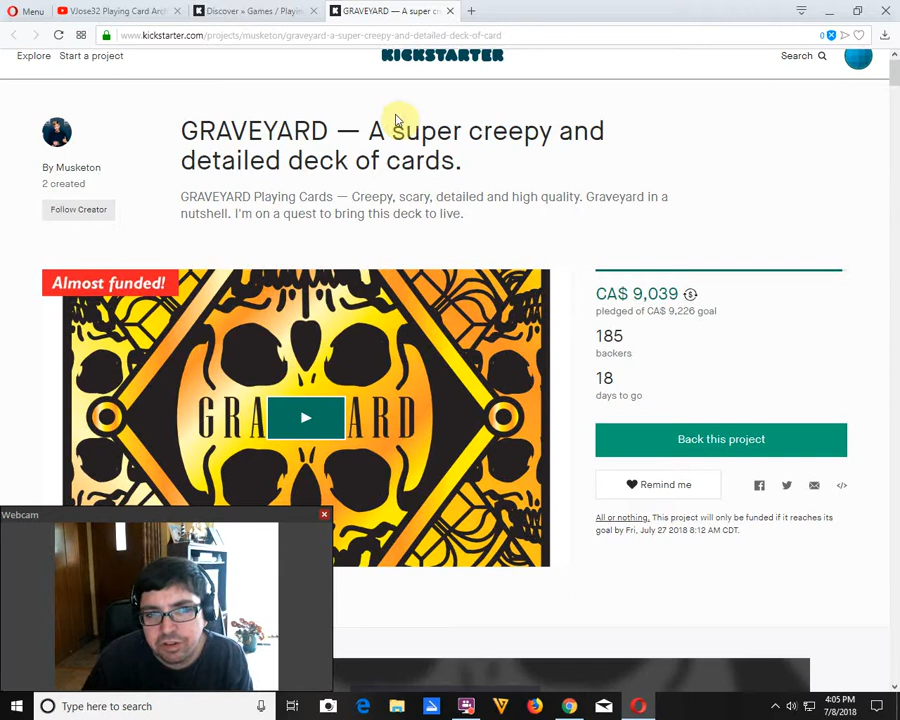 Menu
VJose32 Playing Card Arch
Discover » Games / Playin
GRAVEYARD — A super cr
www.kickstarter.com/projects/musketon/graveyard-a-super-creepy-and-detailed-deck-of-card
0
Explore
Start a project
KICKSTARTER
Search
GRAVEYARD — A super creepy and
detailed deck of cards.
By Musketon
2 created
Follow Creator
GRAVEYARD Playing Cards — Creepy, scary, detailed and high quality. Graveyard in a
nutshell. I'm on a quest to bring this deck to live.
Almost funded!
GRA ARD
CA$ 9,039
pledged of CA$ 9,226 goal
185
backers
18
days to go
Back this project
Remind me
All or nothing. This project will only be funded if it reaches its
goal by Fri, July 27 2018 8:12 AM CDT.
Webcam
Type here to search
4:05 PM
7/8/2018